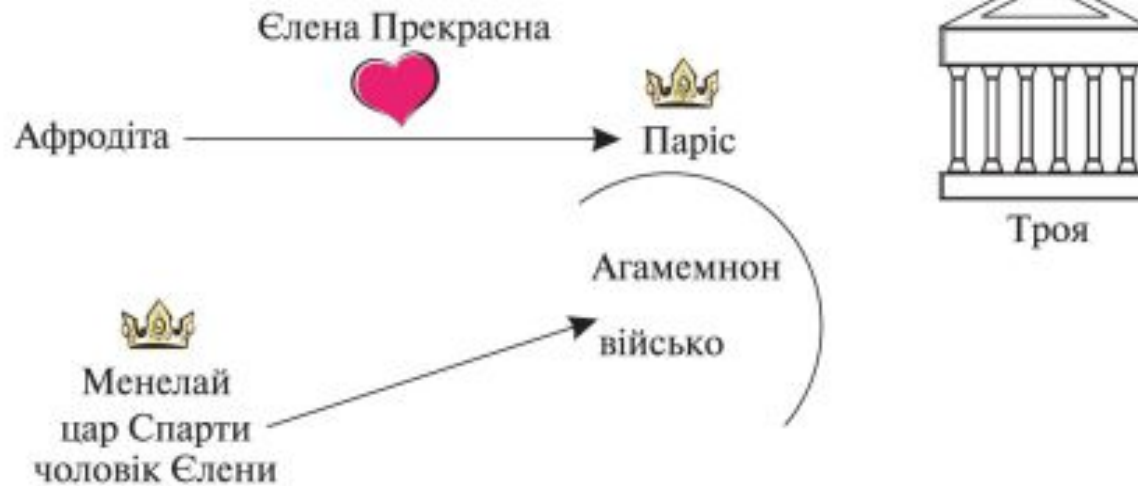 Єлена Прекрасна
Афродіта
Паріс
Троя
Агамемнон
військо
Менелай
цар Спарти
чоловік Єлени